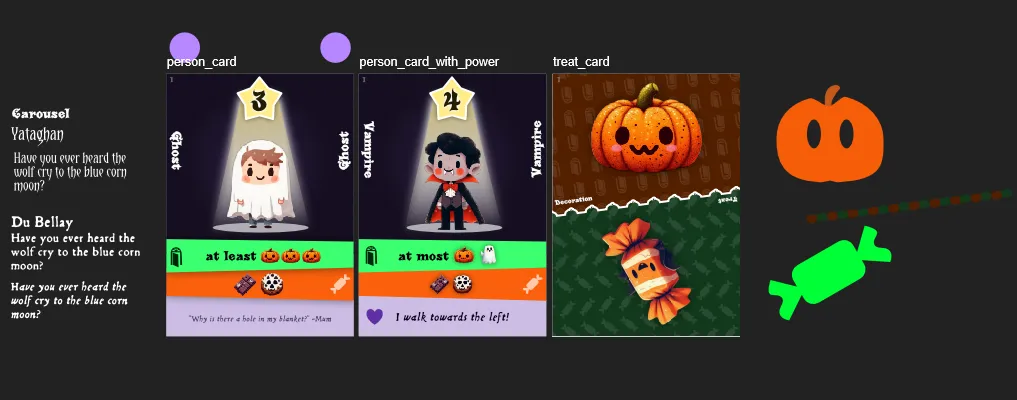 Carousel
Yataghan
Have you ever heard the
wolf cry to the blue corn
moon?
Du Bellay
Have you ever heard the
wolf cry to the blue corn
moon?
Have you ever heard the
wolf cry to the blue corn
moon?
person_card
3
Ghost
Ghost
at least
"Why is there a hole in my blanket?" -Mum
person_card_with_power
4
Vampire
Vampire
at most
I walk towards the left!
treat_card
Decoration
Treat